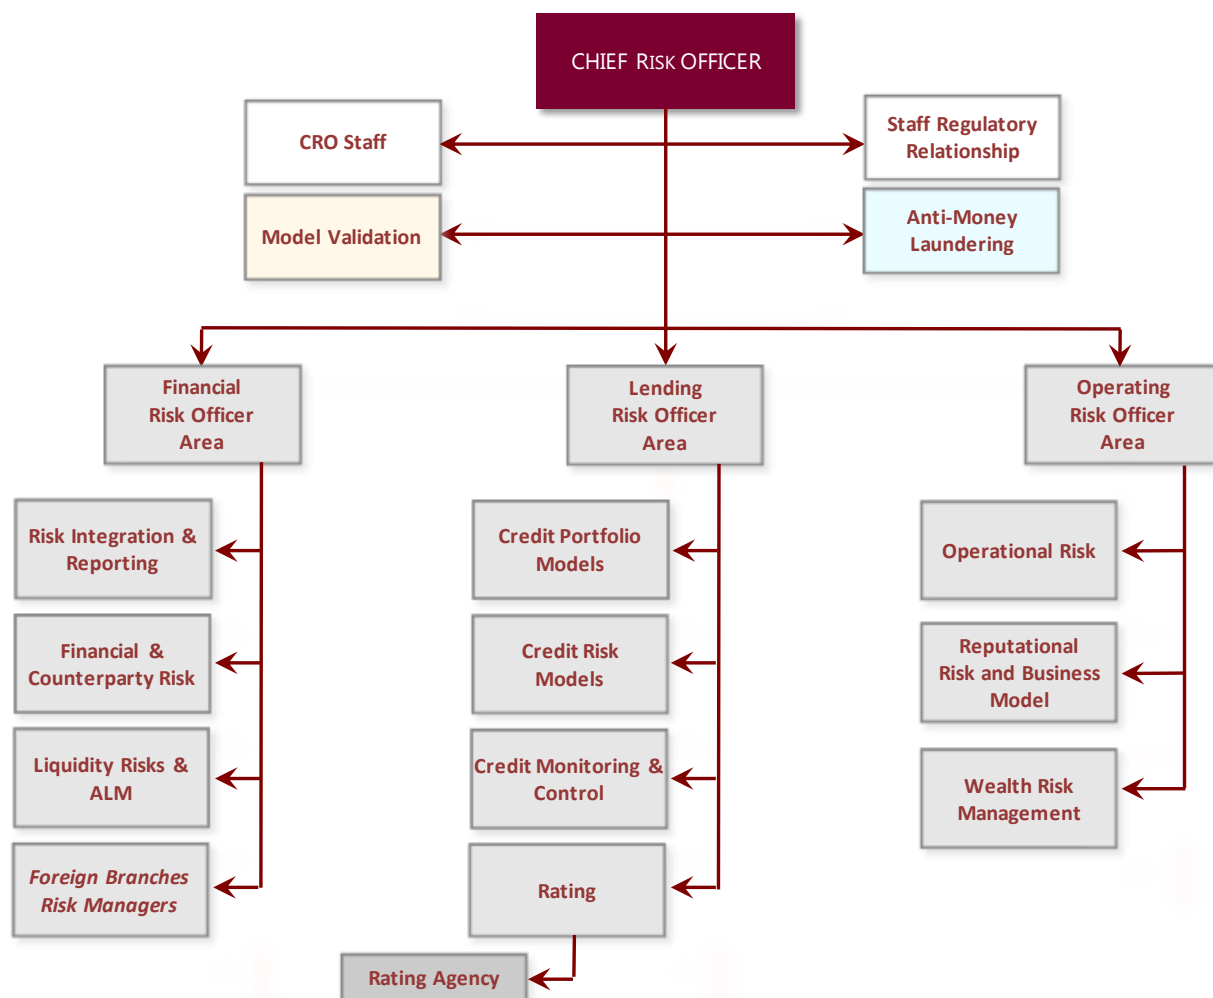 CHIEF RISK OFFICER
CRO Staff
Staff Regulatory
Relationship
Model Validation
Anti-Money
Laundering
Financial
Risk Officer
Area
Lending
Risk Officer
Area
Operating
Risk Officer
Area
Risk Integration &
Reporting
Financial &
Counterparty Risk
Liquidity Risks &
ALM
Foreign Branches
Risk Managers
Credit Portfolio
Models
Credit Risk
Models
Credit Monitoring &
Control
Rating
Rating Agency
Operational Risk
Reputational
Risk and Business
Model
Wealth Risk
Management